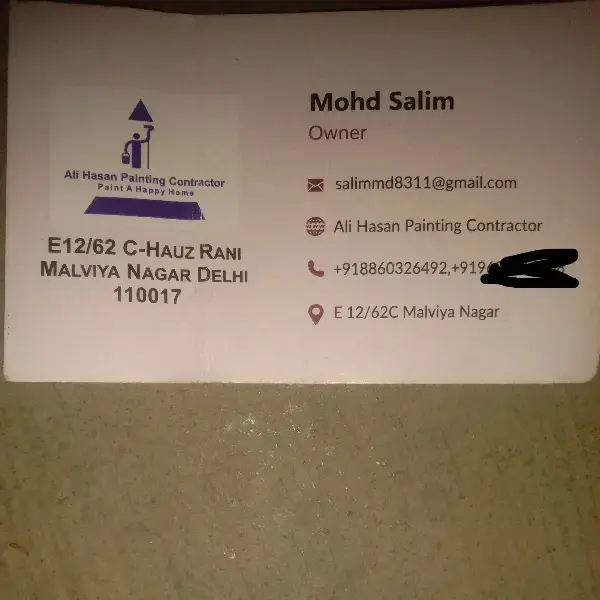 Ali Hasan Painting Contractor
Paint A Happy Home
E12/62 C-Hauz Rani
Malviya Nagar Delhi
110017
Mohd Salim
Owner
salimmd8311@gmail.com
Ali Hasan Painting Contractor
+918860326492,+919
E 12/62C Malviya Nagar